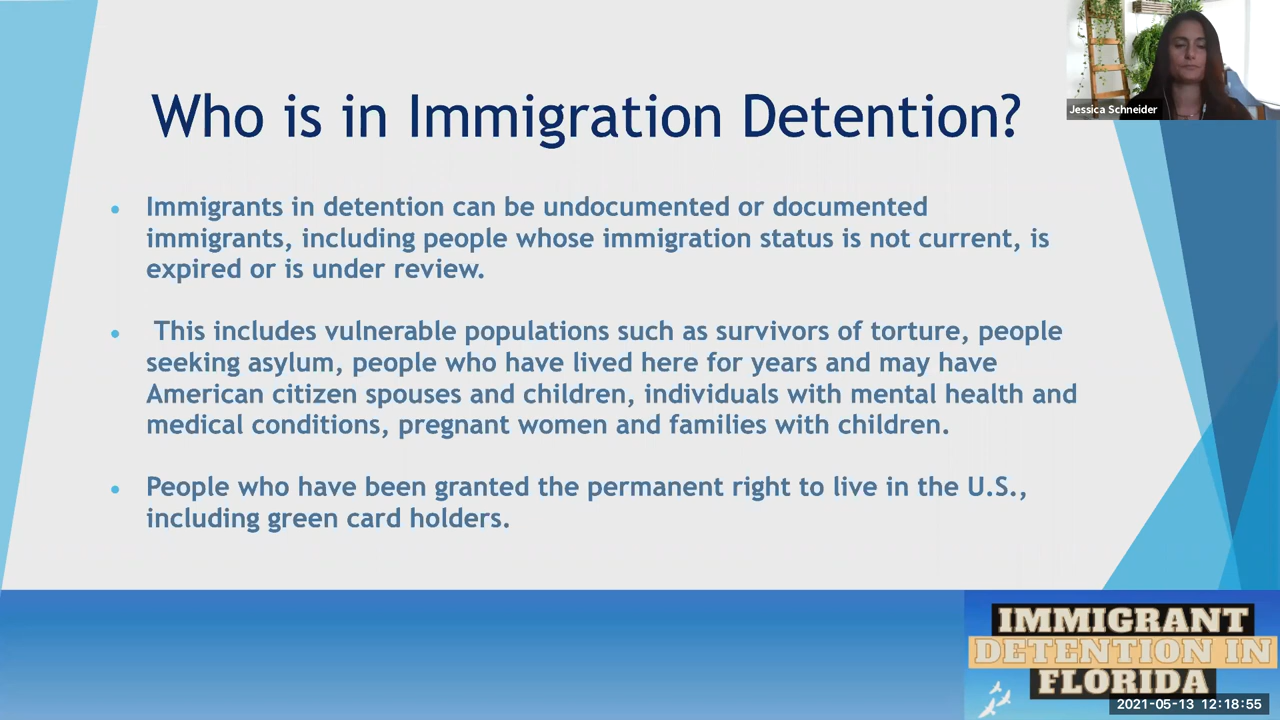 Who is in Immigration Detention?
Jessica Schneider
• Immigrants in detention can be undocumented or documented
immigrants, including people whose immigration status is not current, is
expired or is under review.
• This includes vulnerable populations such as survivors of torture, people
seeking asylum, people who have lived here for years and may have
American citizen spouses and children, individuals with mental health and
medical conditions, pregnant women and families with children.
• People who have been granted the permanent right to live in the U.S.,
including green card holders.
IMMIGRANT
DETENTION IN
FLORIDA
2021-05-13 12:18:55